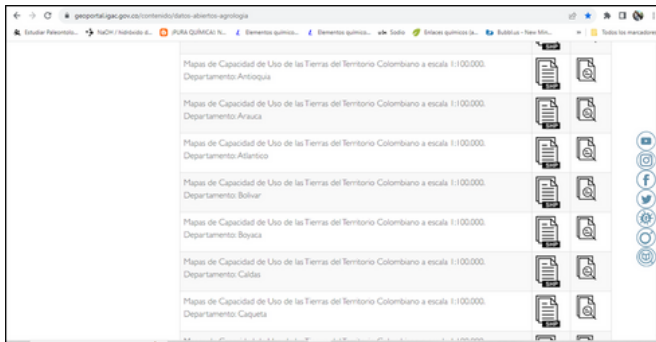 geoportal.igac.gov.co/contenido/datos-abiertos-agrologia
Estudiar Paleontolo... NaOH / hidróxido d... ¡PURA QUÍMICA!: N... Elementos químico... Elementos químico... Sodio Enlaces químicos (a... Bubbl.us - New Min... » Todos los marcadores
SHP
Mapas de Capacidad de Uso de las Tierras del Territorio Colombiano a escala 1:100.000.
Departamento: Antioquia
SHP
Mapas de Capacidad de Uso de las Tierras del Territorio Colombiano a escala 1:100.000.
Departamento: Arauca
SHP
Mapas de Capacidad de Uso de las Tierras del Territorio Colombiano a escala 1:100.000.
Departamento: Atlantico
SHP
Mapas de Capacidad de Uso de las Tierras del Territorio Colombiano a escala 1:100.000.
Departamento: Bolivar
SHP
Mapas de Capacidad de Uso de las Tierras del Territorio Colombiano a escala 1:100.000.
Departamento: Boyaca
SHP
Mapas de Capacidad de Uso de las Tierras del Territorio Colombiano a escala 1:100.000.
Departamento: Caldas
SHP
Mapas de Capacidad de Uso de las Tierras del Territorio Colombiano a escala 1:100.000.
Departamento: Caqueta
SHP